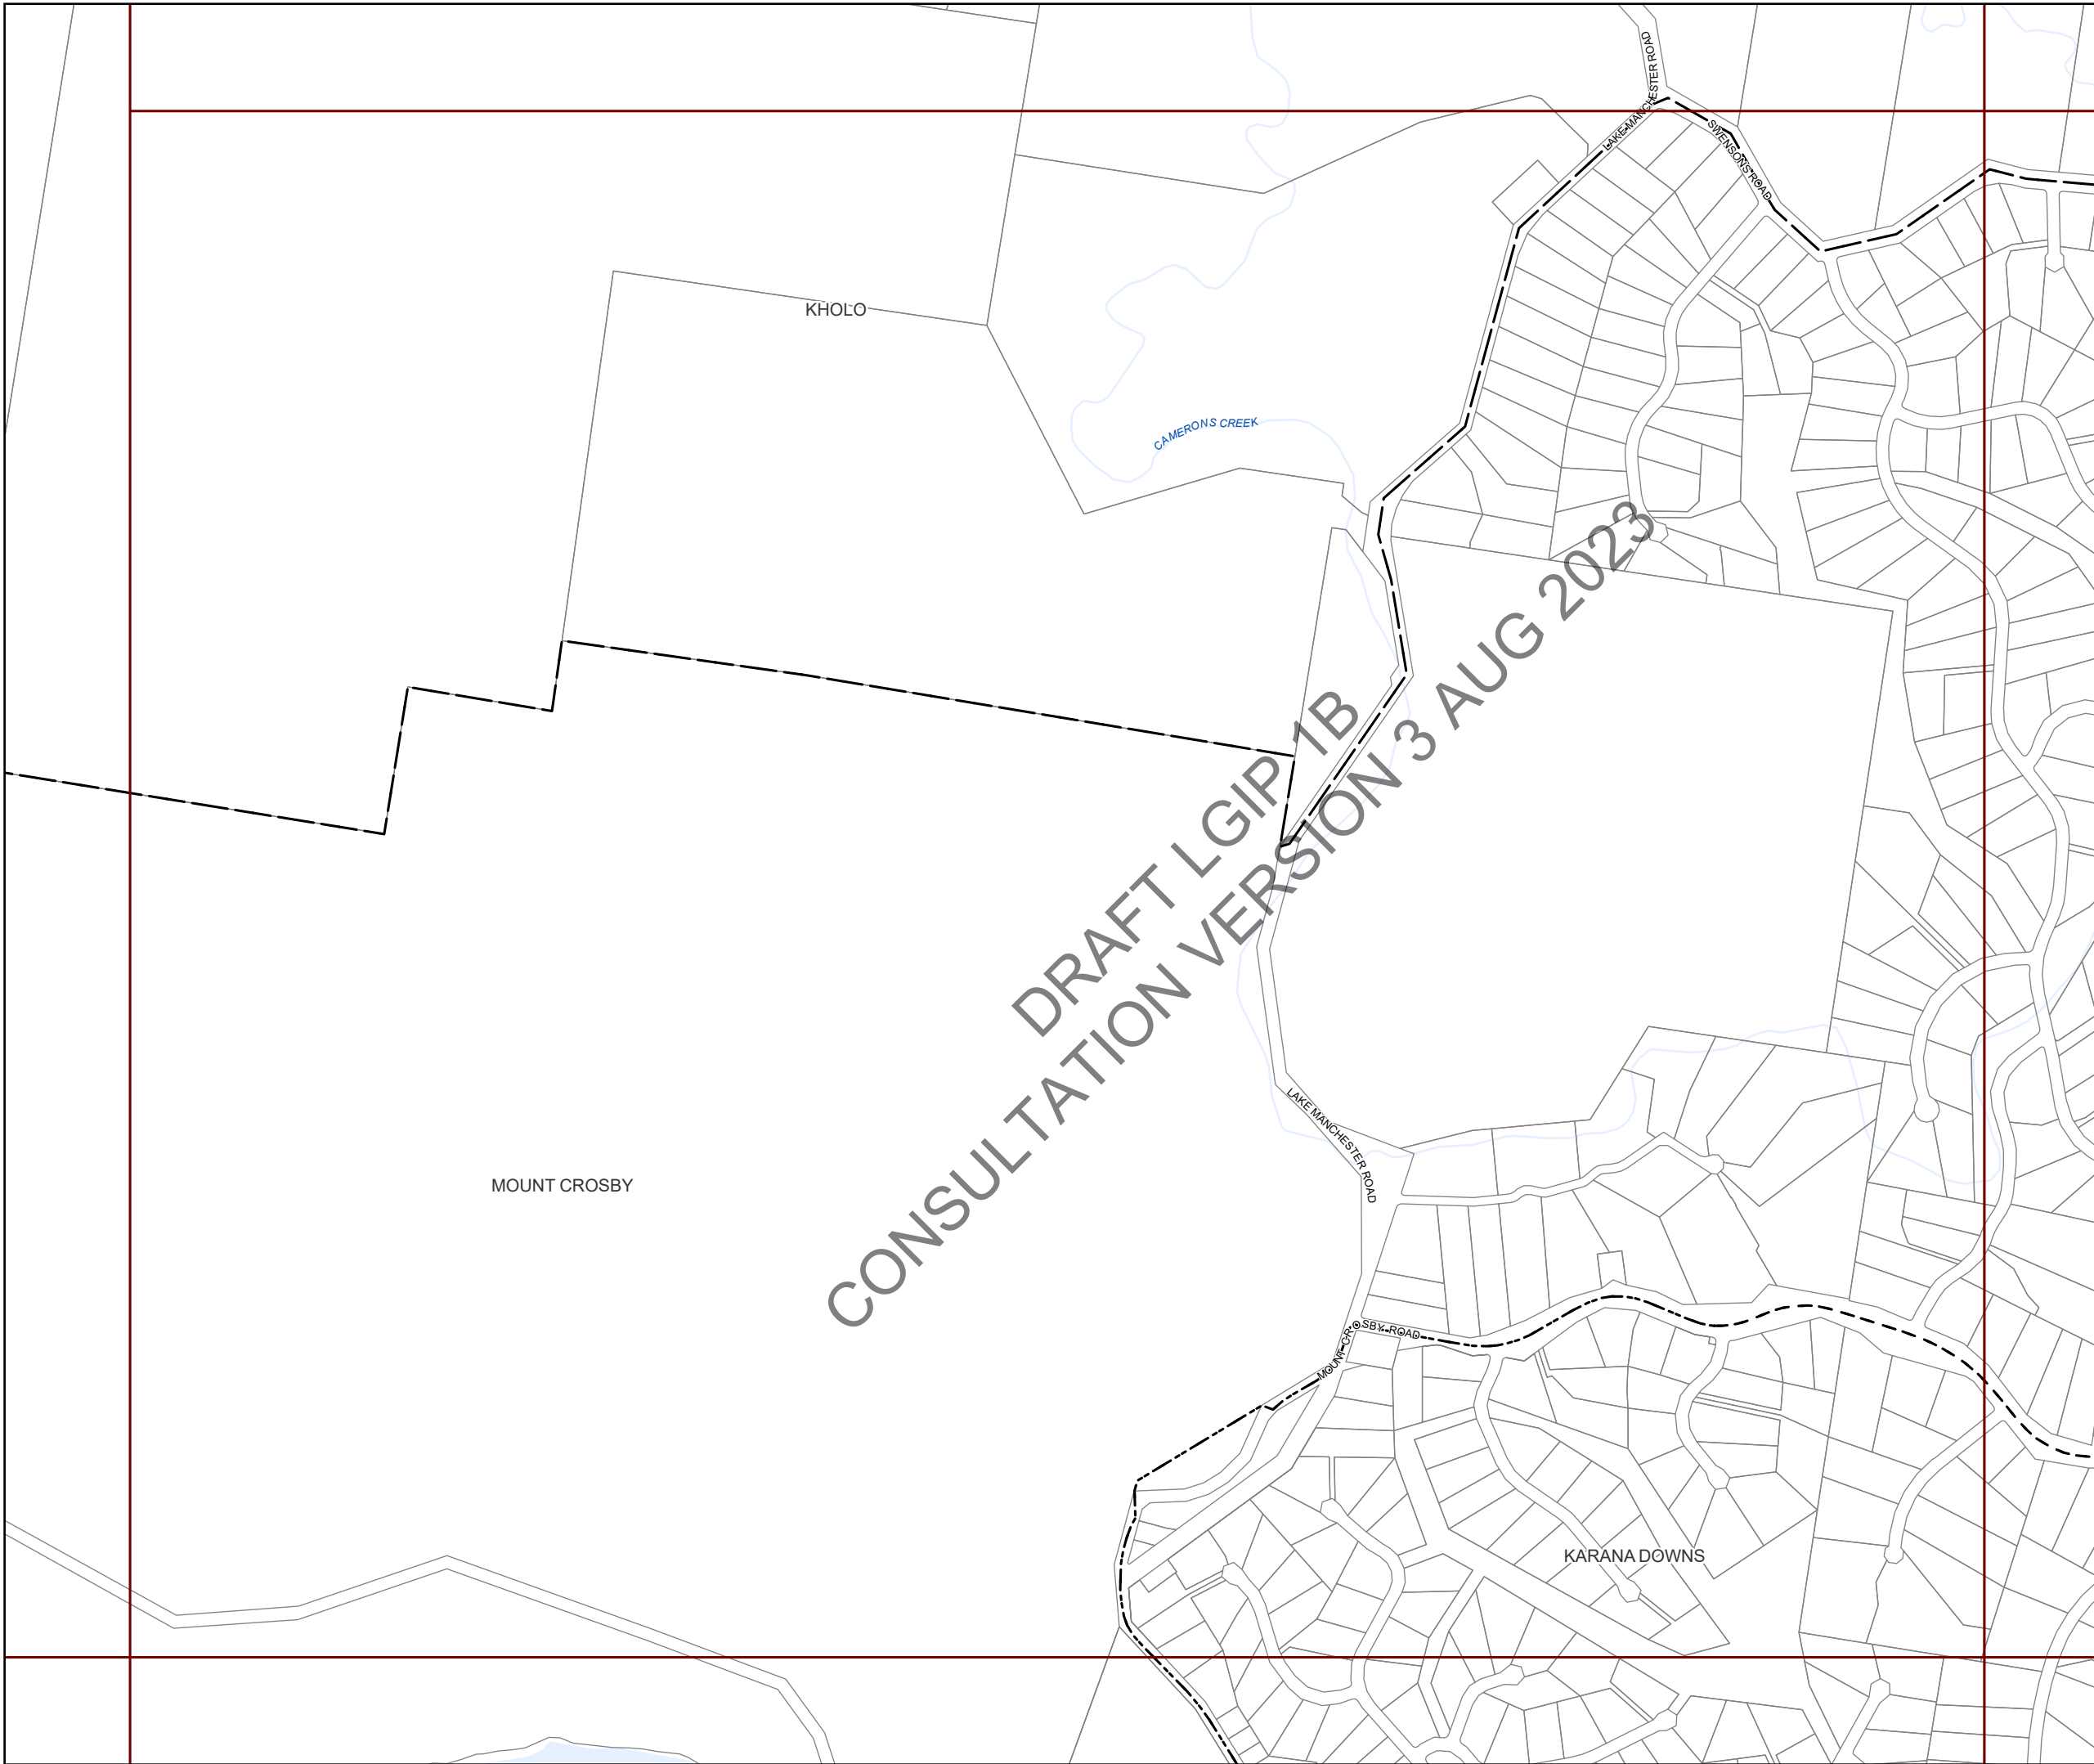 LAKE MANCHESTER ROAD
SWENSONS ROAD
KHOLO
CAMERONS CREEK
DRAFT LGIP 1B
CONSULTATION VERSION 3 AUG 2023
LAKE MANCHESTER ROAD
MOUNT CROSBY
MOUNT CROSBY ROAD
KARANA DOWNS